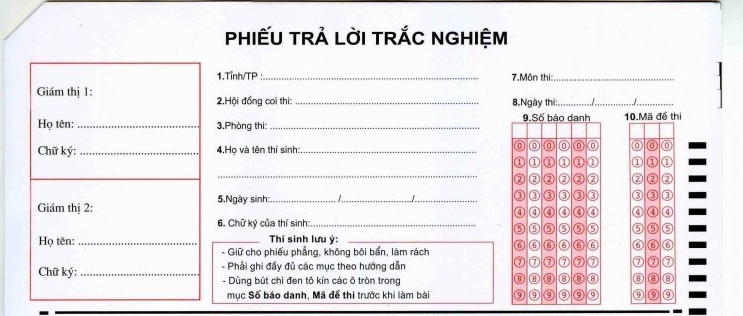 PHIẾU TRẢ LỜI TRẮC NGHIỆM
Giám thị 1:
Họ tên: ..............................
Chữ ký: ..............................
Giám thị 2:
Họ tên: ..............................
Chữ ký: ..............................
1.Tỉnh/TP :..............................
2.Hội đồng coi thi: ..............................
3.Phòng thi: ..............................
4.Họ và tên thí sinh:..............................
..............................
5.Ngày sinh:.................... /..................../....................
6. Chữ ký của thí sinh:..............................
Thí sinh lưu ý:
- Giữ cho phiếu phẳng, không bôi bẩn, làm rách
- Phải ghi đầy đủ các mục theo hướng dẫn
- Dùng bút chì đen tô kín các ô tròn trong
mục Số báo danh, Mã đề thi trước khi làm bài
7.Môn thi:..............................
8.Ngày thi:........../............/............
9.Số báo danh 10.Mã đề thi
0 0 0 0 0 0 0 0 0
1 1 1 1 1 1 1 1 1
2 2 2 2 2 2 2 2 2
3 3 3 3 3 3 3 3 3
4 4 4 4 4 4 4 4 4
5 5 5 5 5 5 5 5 5
6 6 6 6 6 6 6 6 6
7 7 7 7 7 7 7 7 7
8 8 8 8 8 8 8 8 8
9 9 9 9 9 9 9 9 9